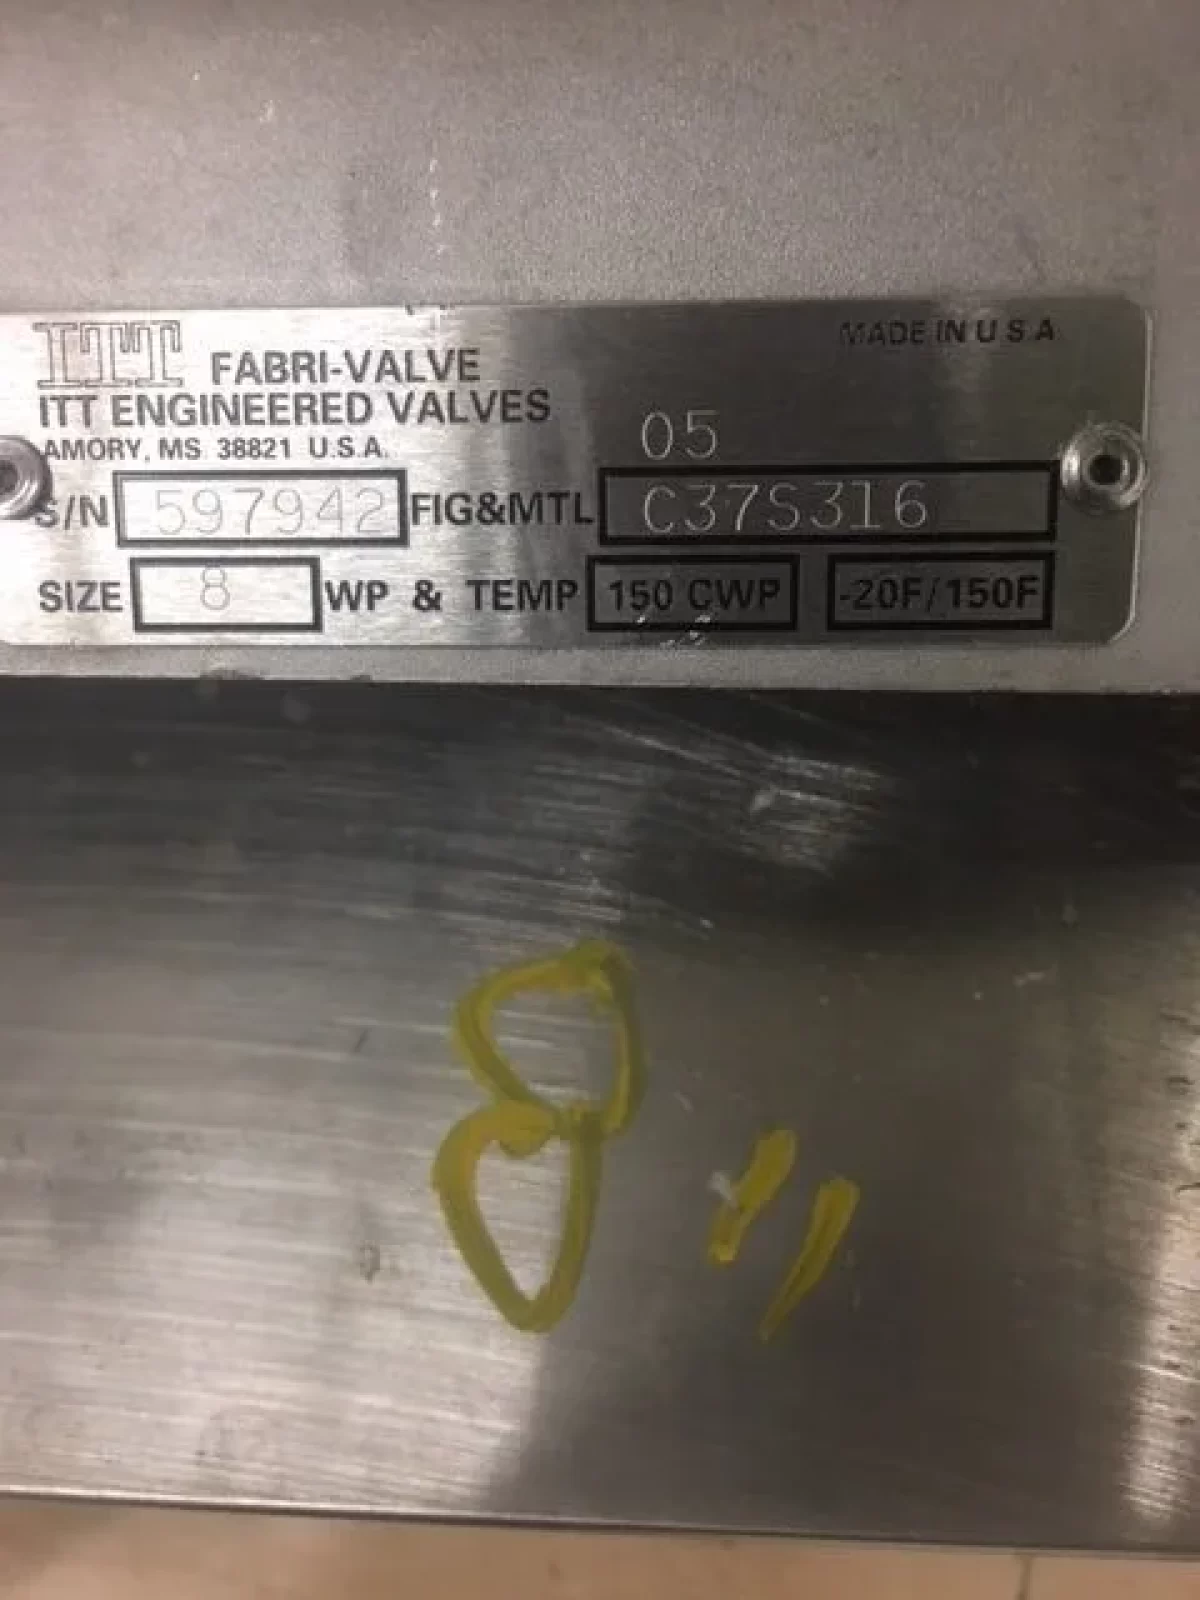 MADE IN U S A
ITT FABRI-VALVE
ITT ENGINEERED VALVES
AMORY, MS 38821 U.S.A.
05
S/N 597942 FIG&MTL C37S316
SIZE 8 WP & TEMP 150 CWP -20F/150F
8"